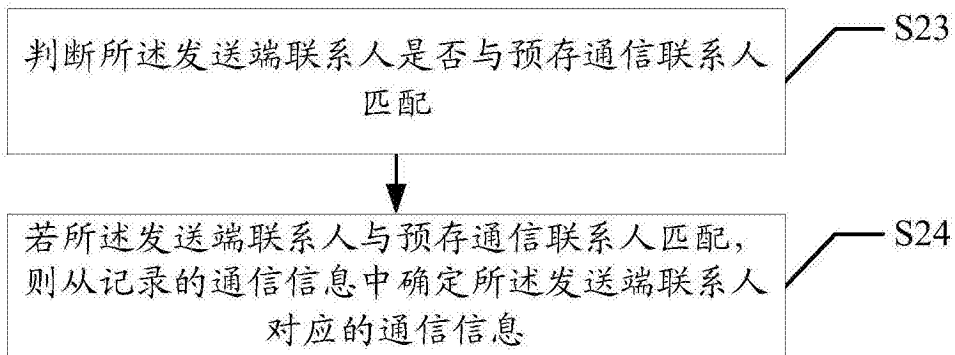 判断所述发送端联系人是否与预存通信联系人
匹配
S23
若所述发送端联系人与预存通信联系人匹配，
则从记录的通信信息中确定所述发送端联系人
对应的通信信息
S24